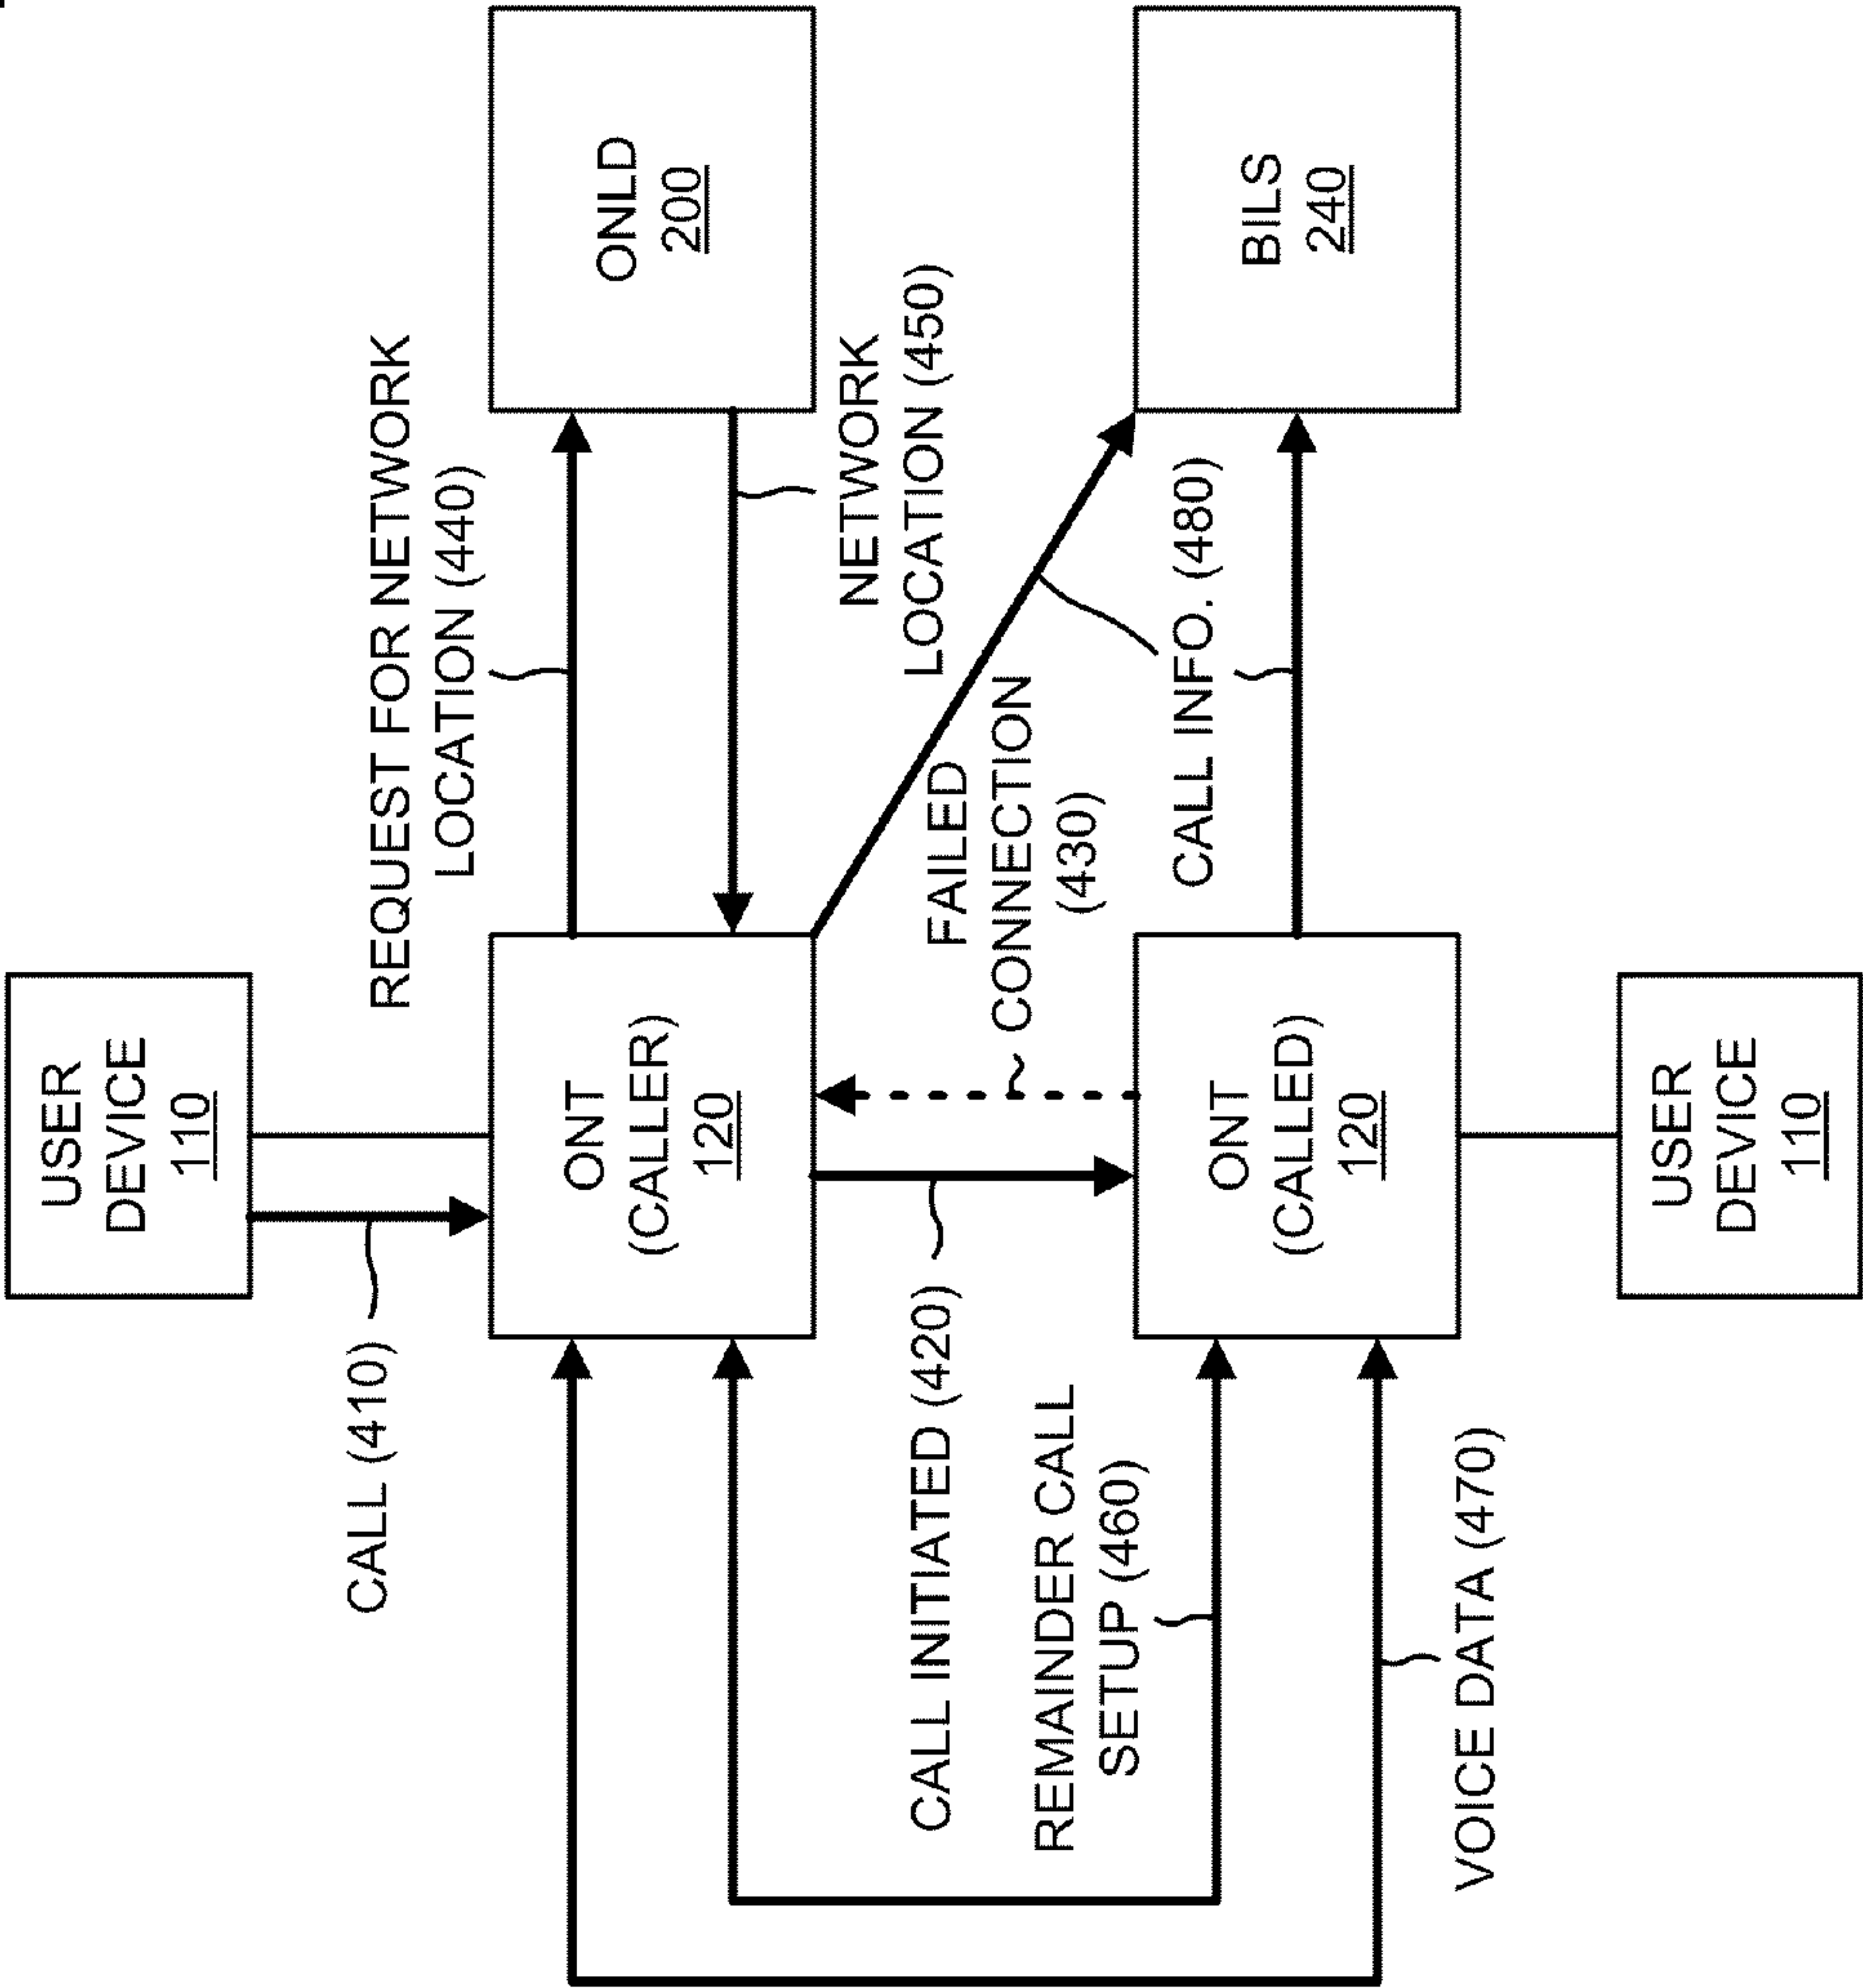 USER
DEVICE
110
CALL (410)
REQUEST FOR NETWORK
LOCATION (440)
ONT
(CALLER)
120
ONLD
200
NETWORK
LOCATION (450)
CALL INITIATED (420)
FAILED
CONNECTION
(430)
REMAINDER CALL
SETUP (460)
CALL INFO. (480)
ONT
(CALLED)
120
BILS
240
VOICE DATA (470)
USER
DEVICE
110